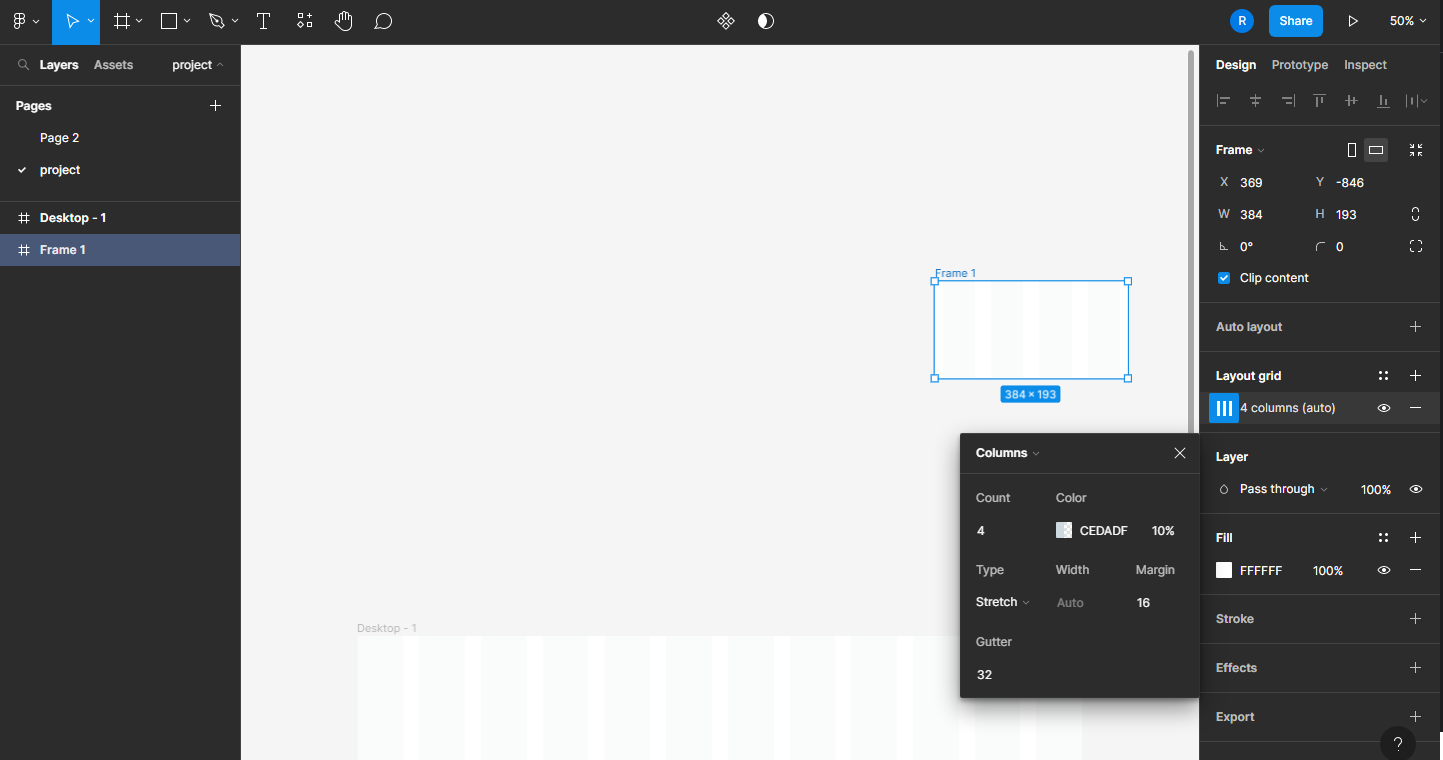 R
Share
50%
Layers
Assets
project
Pages
Page 2
project
Desktop - 1
Frame 1
Frame 1
384 × 193
Desktop - 1
Columns
Count
Color
4
CEDADF
10%
Type
Width
Margin
Stretch
Auto
16
Gutter
32
Design
Prototype
Inspect
Frame
X
369
Y
-846
W
384
H
193
0°
0
Clip content
Auto layout
Layout grid
4 columns (auto)
Layer
Pass through
100%
Fill
FFFFFF
100%
Stroke
Effects
Export
?